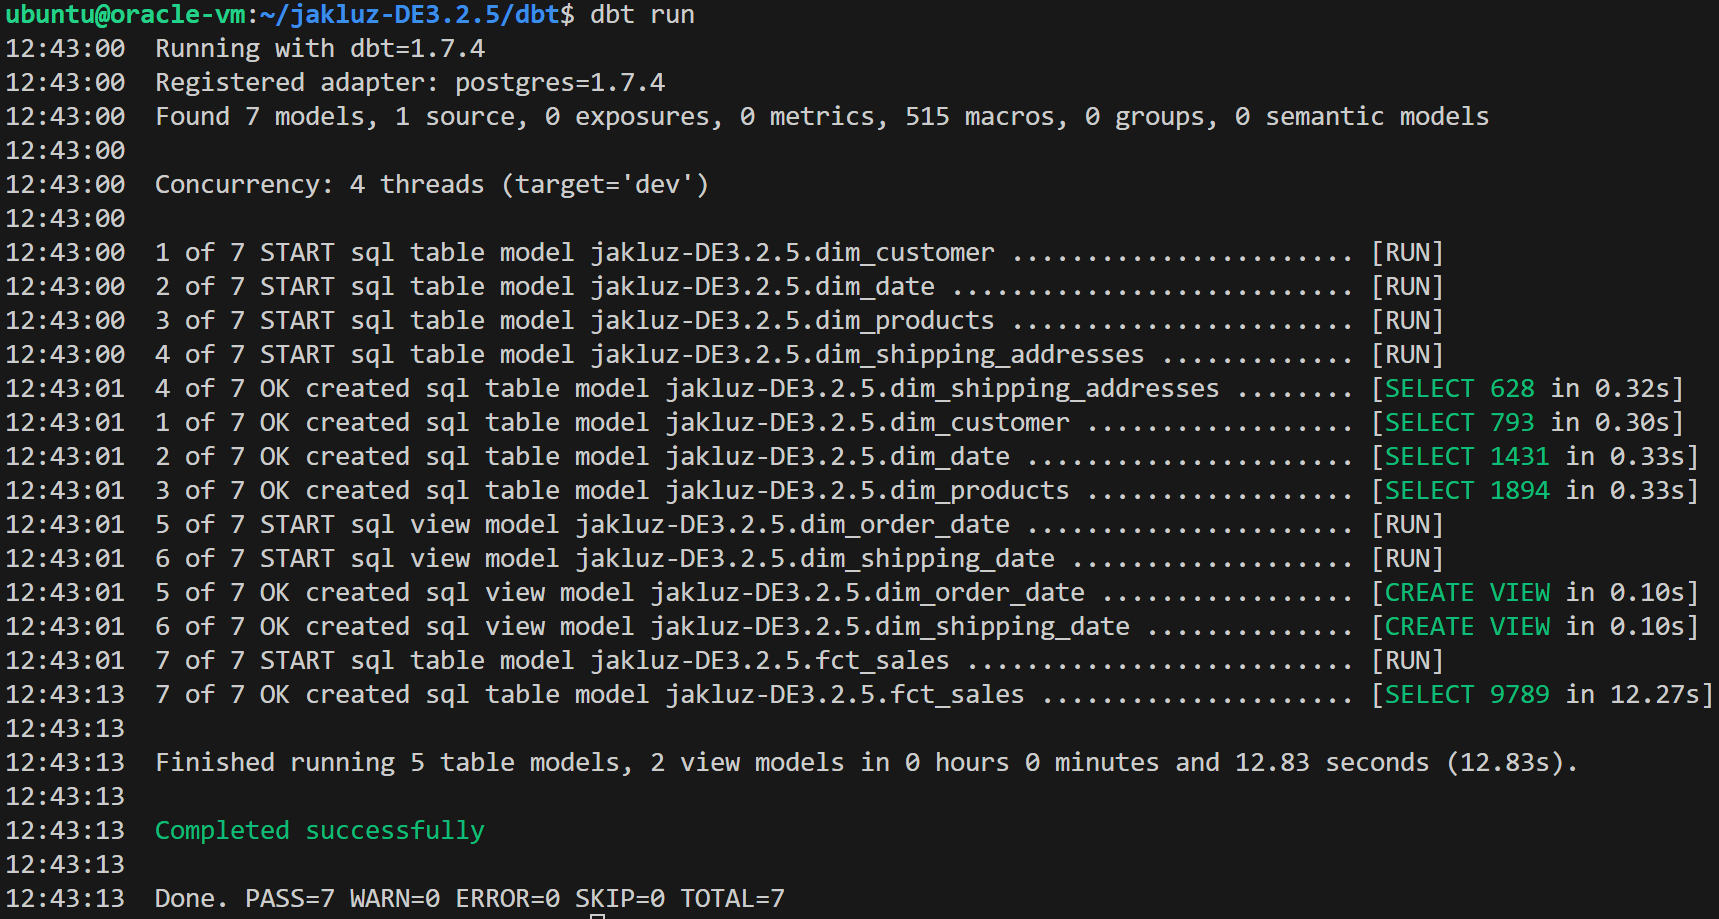 ubuntu@oracle-vm:~/jakluz-DE3.2.5/dbt$ dbt run
12:43:00  Running with dbt=1.7.4
12:43:00  Registered adapter: postgres=1.7.4
12:43:00  Found 7 models, 1 source, 0 exposures, 0 metrics, 515 macros, 0 groups, 0 semantic models
12:43:00
12:43:00  Concurrency: 4 threads (target='dev')
12:43:00
12:43:00  1 of 7 START sql table model jakluz-DE3.2.5.dim_customer ....................... [RUN]
12:43:00  2 of 7 START sql table model jakluz-DE3.2.5.dim_date ........................... [RUN]
12:43:00  3 of 7 START sql table model jakluz-DE3.2.5.dim_products ....................... [RUN]
12:43:00  4 of 7 START sql table model jakluz-DE3.2.5.dim_shipping_addresses ............. [RUN]
12:43:01  4 of 7 OK created sql table model jakluz-DE3.2.5.dim_shipping_addresses ........ [SELECT 628 in 0.32s]
12:43:01  1 of 7 OK created sql table model jakluz-DE3.2.5.dim_customer .................. [SELECT 793 in 0.30s]
12:43:01  2 of 7 OK created sql table model jakluz-DE3.2.5.dim_date ...................... [SELECT 1431 in 0.33s]
12:43:01  3 of 7 OK created sql table model jakluz-DE3.2.5.dim_products .................. [SELECT 1894 in 0.33s]
12:43:01  5 of 7 START sql view model jakluz-DE3.2.5.dim_order_date ...................... [RUN]
12:43:01  6 of 7 START sql view model jakluz-DE3.2.5.dim_shipping_date ................... [RUN]
12:43:01  5 of 7 OK created sql view model jakluz-DE3.2.5.dim_order_date ................. [CREATE VIEW in 0.10s]
12:43:01  6 of 7 OK created sql view model jakluz-DE3.2.5.dim_shipping_date .............. [CREATE VIEW in 0.10s]
12:43:01  7 of 7 START sql table model jakluz-DE3.2.5.fct_sales .......................... [RUN]
12:43:13  7 of 7 OK created sql table model jakluz-DE3.2.5.fct_sales ..................... [SELECT 9789 in 12.27s]
12:43:13
12:43:13  Finished running 5 table models, 2 view models in 0 hours 0 minutes and 12.83 seconds (12.83s).
12:43:13
12:43:13  Completed successfully
12:43:13
12:43:13  Done. PASS=7 WARN=0 ERROR=0 SKIP=0 TOTAL=7